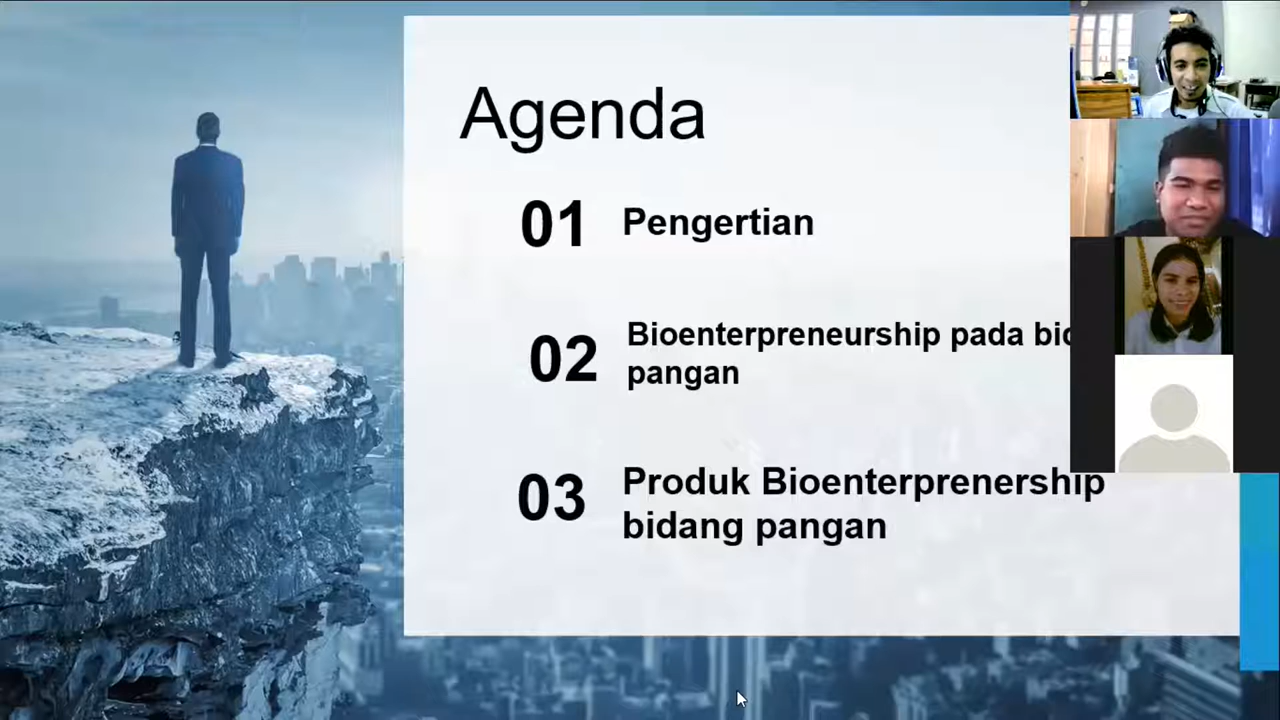 Agenda
01 Pengertian
02 Bioenterpreneurship pada
pangan
03 Produk Bioenterprenership
bidang pangan